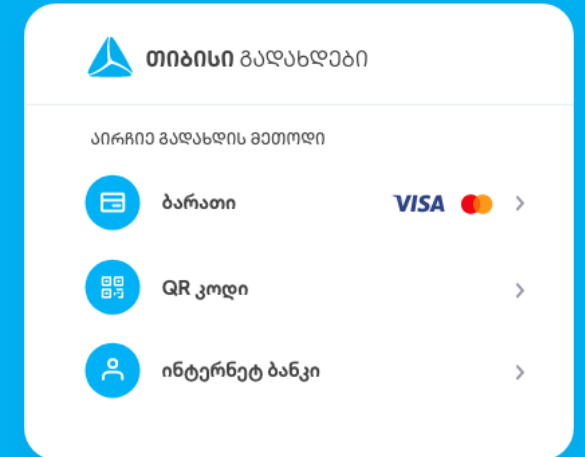 თიბისი გადახდები
აირჩიე გადახდის მეთოდი
ბარათი VISA
QR კოდი
ინტერნეტ ბანკი